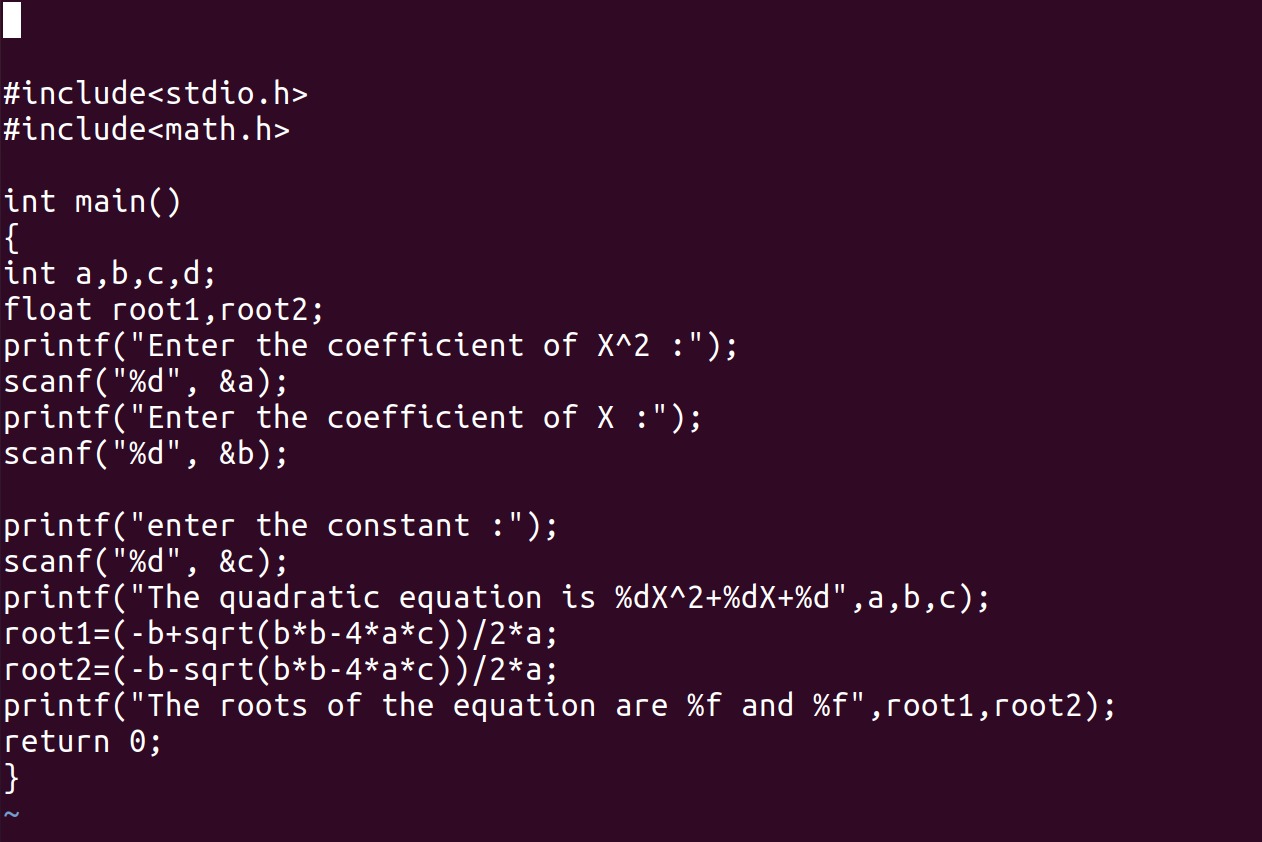 #include<stdio.h>
#include<math.h>
int main()
{
int a,b,c,d;
float root1,root2;
printf("Enter the coefficient of X^2 :");
scanf("%d", &a);
printf("Enter the coefficient of X :");
scanf("%d", &b);
printf("enter the constant :");
scanf("%d", &c);
printf("The quadratic equation is %dX^2+%dX+%d",a,b,c);
root1=(-b+sqrt(b*b-4*a*c))/2*a;
root2=(-b-sqrt(b*b-4*a*c))/2*a;
printf("The roots of the equation are %f and %f",root1,root2);
return 0;
}
~